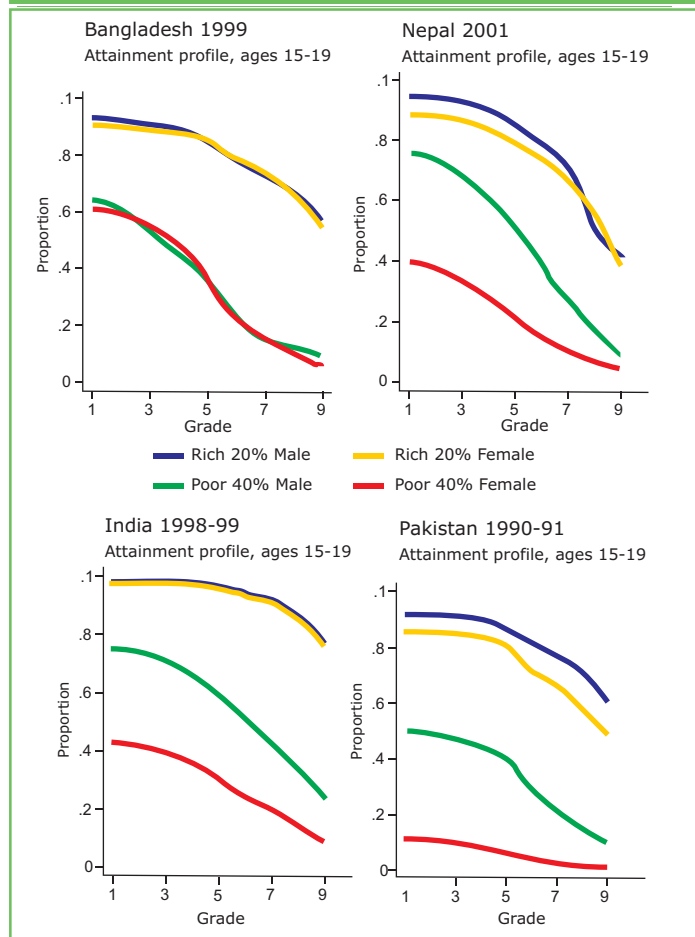 Bangladesh 1999
Attainment profile, ages 15-19
.1
.8
.6
.4
.2
0
Proportion
1 3 5 7 9
Grade
Nepal 2001
Attainment profile, ages 15-19
.1
.8
.6
.4
.2
0
Proportion
1 3 5 7 9
Grade
Rich 20% Male
Rich 20% Female
Poor 40% Male
Poor 40% Female
India 1998-99
Attainment profile, ages 15-19
.1
.8
.6
.4
.2
0
Proportion
1 3 5 7 9
Grade
Pakistan 1990-91
Attainment profile, ages 15-19
.1
.8
.6
.4
.2
0
Proportion
1 3 5 7 9
Grade